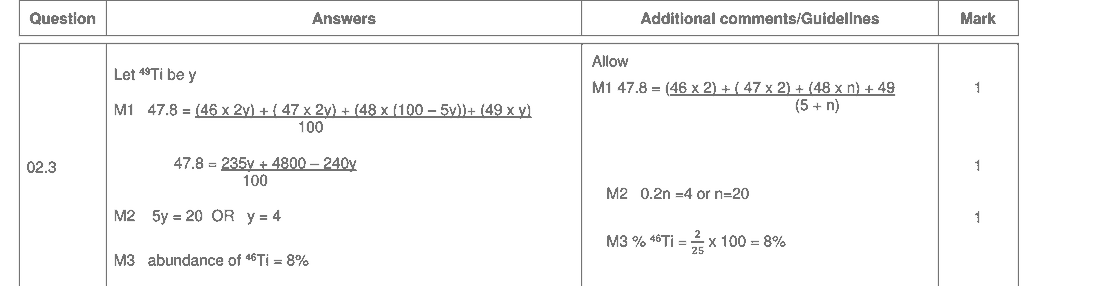 Question Answers Additional comments/Guidelines Mark
Let ⁴⁹Ti be y
Allow
M1 47.8 = (46 x 2y) + ( 47 x 2y) + (48 x (100 – 5y))+ (49 x y)
100
M1 47.8 = (46 x 2) + ( 47 x 2) + (48 x n) + 49
(5 + n)
1
02.3
47.8 = 235y + 4800 – 240y
100
1
M2 0.2n =4 or n=20
M2 5y = 20 OR y = 4
1
M3 % ⁴⁶Ti = 2/25 x 100 = 8%
M3 abundance of ⁴⁶Ti = 8%